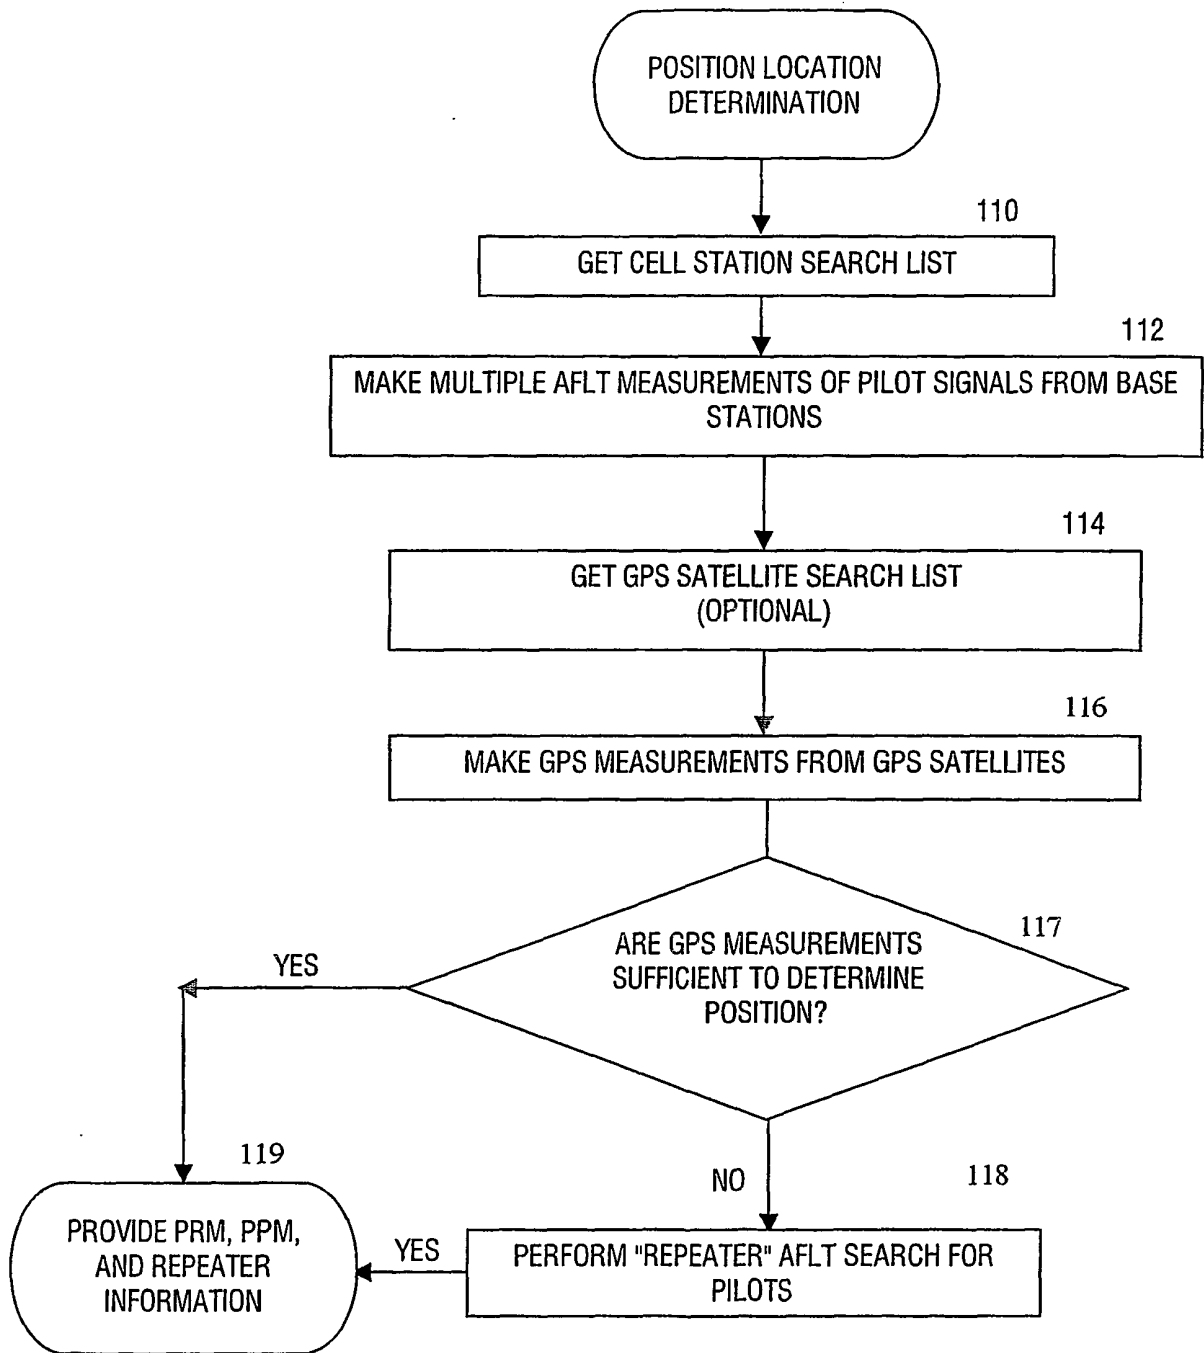 POSITION LOCATION
DETERMINATION
110
GET CELL STATION SEARCH LIST
112
MAKE MULTIPLE AFLT MEASUREMENTS OF PILOT SIGNALS FROM BASE
STATIONS
114
GET GPS SATELLITE SEARCH LIST
(OPTIONAL)
116
MAKE GPS MEASUREMENTS FROM GPS SATELLITES
117
ARE GPS MEASUREMENTS
SUFFICIENT TO DETERMINE
POSITION?
YES
NO
118
PERFORM "REPEATER" AFLT SEARCH FOR
PILOTS
YES
119
PROVIDE PRM, PPM,
AND REPEATER
INFORMATION